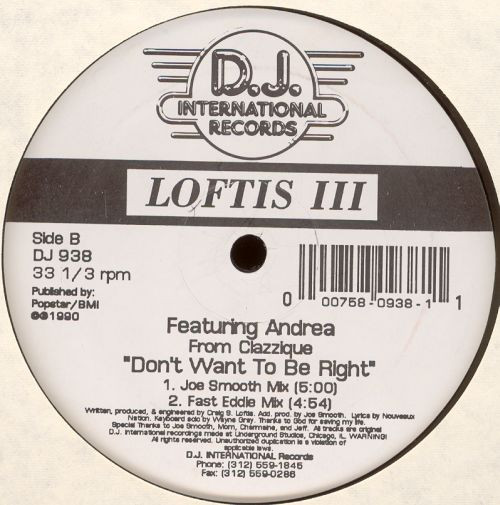 D.J.
INTERNATIONAL
RECORDS
LOFTIS III
Side B
DJ 938
33 1/3 rpm
Published by:
Popstar/BMI
©℗1990
0 00758-0938-1 1
Featuring Andrea
From Clazzique
"Don't Want To Be Right"
1. Joe Smooth Mix (5:00)
2. Fast Eddie Mix (4:54)
Written, produced, & engineered by Craig S. Loftis. Add. prod. by Joe Smooth. Lyrics by Nouveaux
Nation. Keyboard solo by Wayne Gray. Thanks to God for saving my life.
Special Thanks to Joe Smooth, Mom, Charmaine, and Jeff. All tracks are original
D.J. International recordings made at Underground Studios, Chicago, IL. WARNING!
All rights reserved. Unauthorized duplication is a violation of
applicable laws.
D.J. INTERNATIONAL Records
Phone: (312) 559-1845
Fax: (312) 559-0286